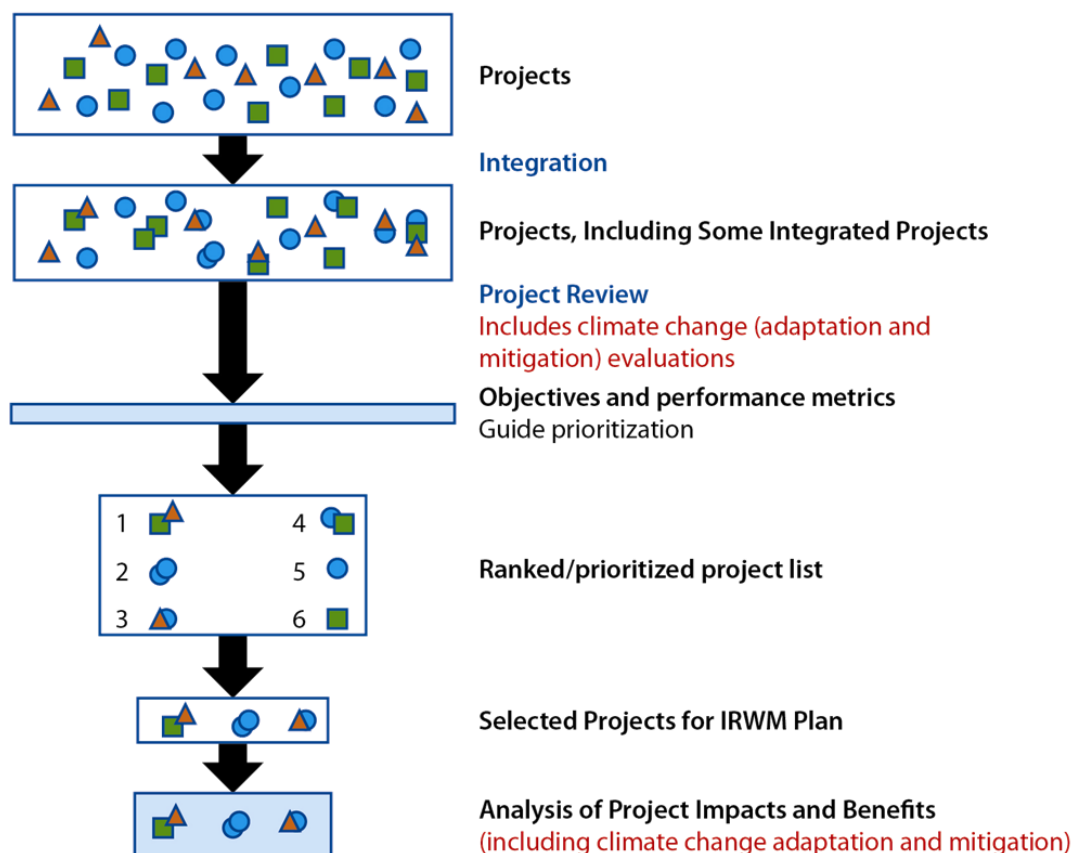 Projects
Integration
Projects, Including Some Integrated Projects
Project Review
Includes climate change (adaptation and
mitigation) evaluations
Objectives and performance metrics
Guide prioritization
1
4
2
5
3
6
Ranked/prioritized project list
Selected Projects for IRWM Plan
Analysis of Project Impacts and Benefits
(including climate change adaptation and mitigation)